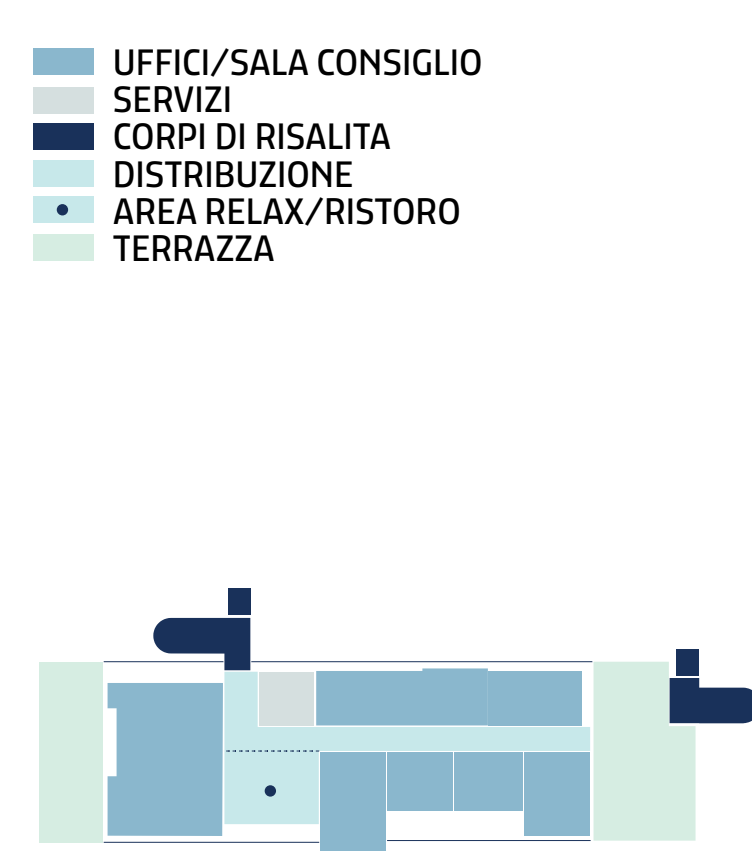 UFFICI/SALA CONSIGLIO
SERVIZI
CORPI DI RISALITA
DISTRIBUZIONE
AREA RELAX/RISTORO
TERRAZZA